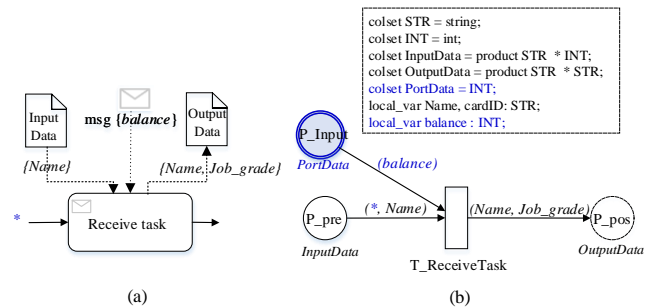 colset STR = string;
colset INT = int;
colset InputData = product STR * INT;
colset OutputData = product STR * STR;
colset PortData = INT;
local_var Name, cardID: STR;
local_var balance : INT;
Input
Data
msg {balance}
Output
Data
{Name}
{Name, Job_grade}
*
Receive task
(a)
P_Input
PortData
(balance)
P_pre
(*, Name)
(Name, Job_grade)
P_pos
InputData
OutputData
T_ReceiveTask
(b)